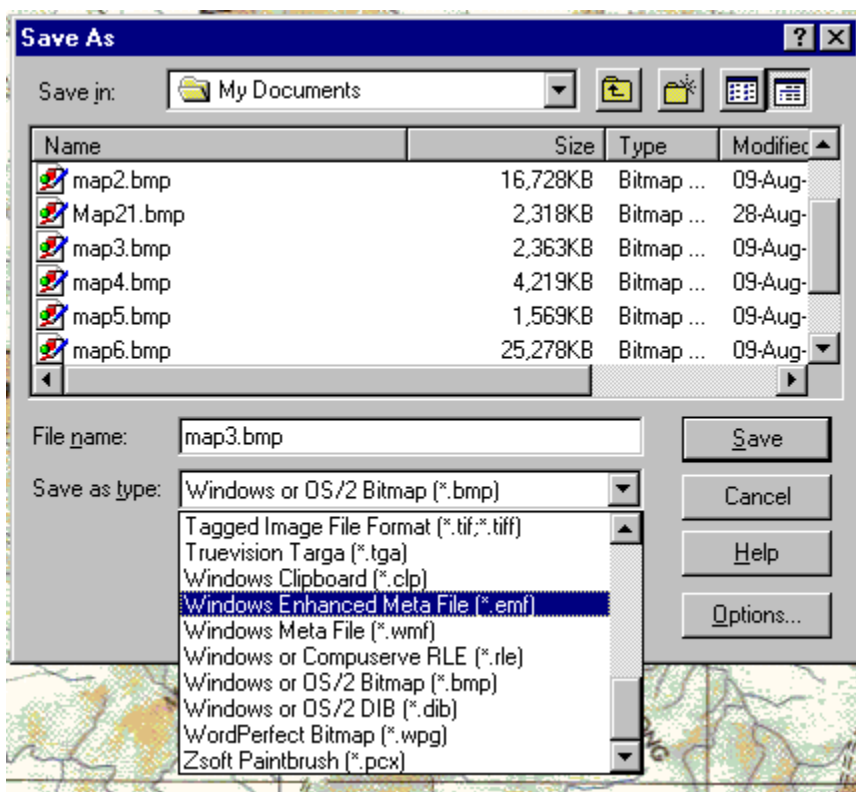 Save As
Save in: My Documents
Name Size Type Modified
map2.bmp 16,728KB Bitmap ... 09-Aug-
Map21.bmp 2,318KB Bitmap ... 28-Aug-
map3.bmp 2,363KB Bitmap ... 09-Aug-
map4.bmp 4,219KB Bitmap ... 09-Aug-
map5.bmp 1,569KB Bitmap ... 09-Aug-
map6.bmp 25,278KB Bitmap ... 09-Aug-
File name: map3.bmp Save
Save as type: Windows or OS/2 Bitmap (*.bmp) Cancel
Tagged Image File Format (*.tif;*.tiff)
Truevision Targa (*.tga) Help
Windows Clipboard (*.clp)
Windows Enhanced Meta File (*.emf)
Windows Meta File (*.wmf) Options...
Windows or Compuserve RLE (*.rle)
Windows or OS/2 Bitmap (*.bmp)
Windows or OS/2 DIB (*.dib)
WordPerfect Bitmap (*.wpg)
Zsoft Paintbrush (*.pcx)